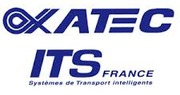 ATEC
ITS FRANCE
Systèmes de Transport intelligents